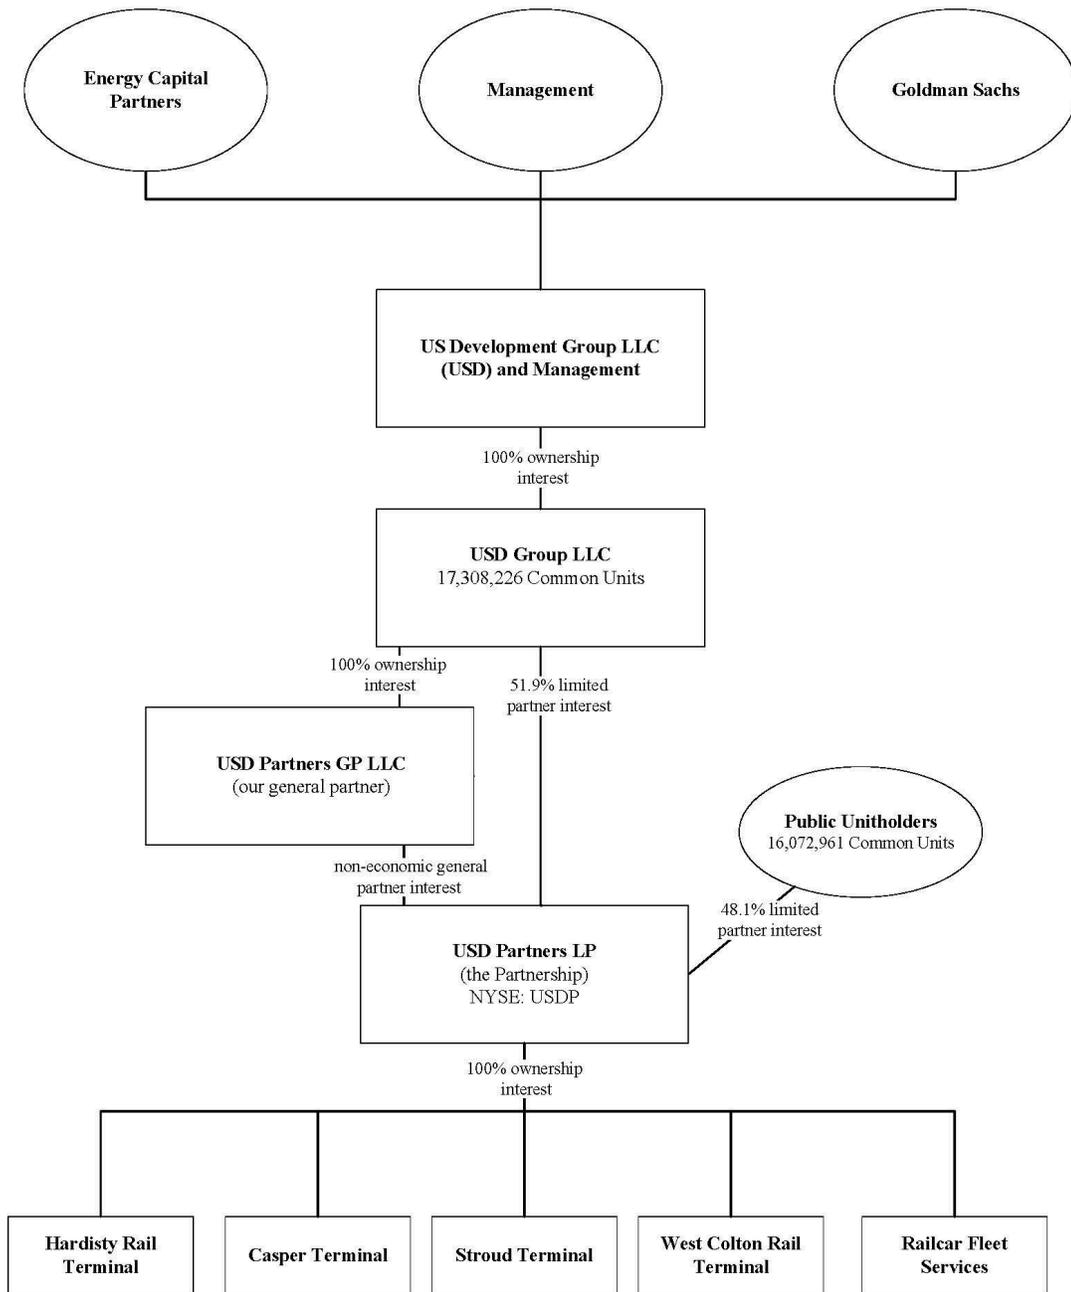 Energy Capital
Partners
Management
Goldman Sachs
US Development Group LLC
(USD) and Management
100% ownership
interest
USD Group LLC
17,308,226 Common Units
100% ownership
interest
51.9% limited
partner interest
USD Partners GP LLC
(our general partner)
Public Unitholders
16,072,961 Common Units
non-economic general
partner interest
48.1% limited
partner interest
USD Partners LP
(the Partnership)
NYSE: USDP
100% ownership
interest
Hardisty Rail
Terminal
Casper Terminal
Stroud Terminal
West Colton Rail
Terminal
Railcar Fleet
Services